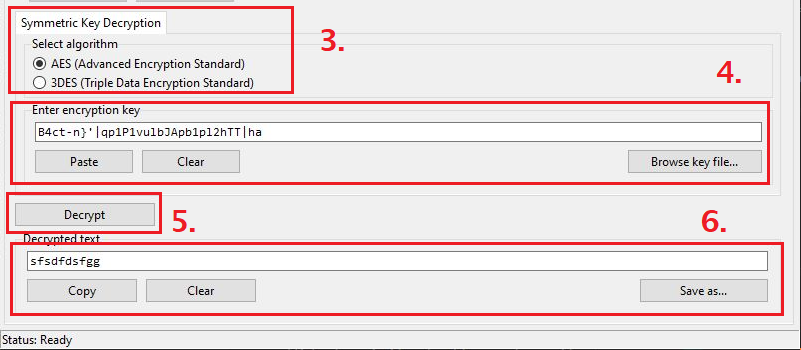 Symmetric Key Decryption
3.
Select algorithm
AES (Advanced Encryption Standard)
4.
3DES (Triple Data Encryption Standard)
Enter encryption key
B4ct-n}'|qp1P1vulbJApb1pl2hTT|ha
Paste Clear Browse key file...
Decrypt
5.
6.
Decrypted text
sfsdfdsfgg
Copy Clear Save as...
Status: Ready